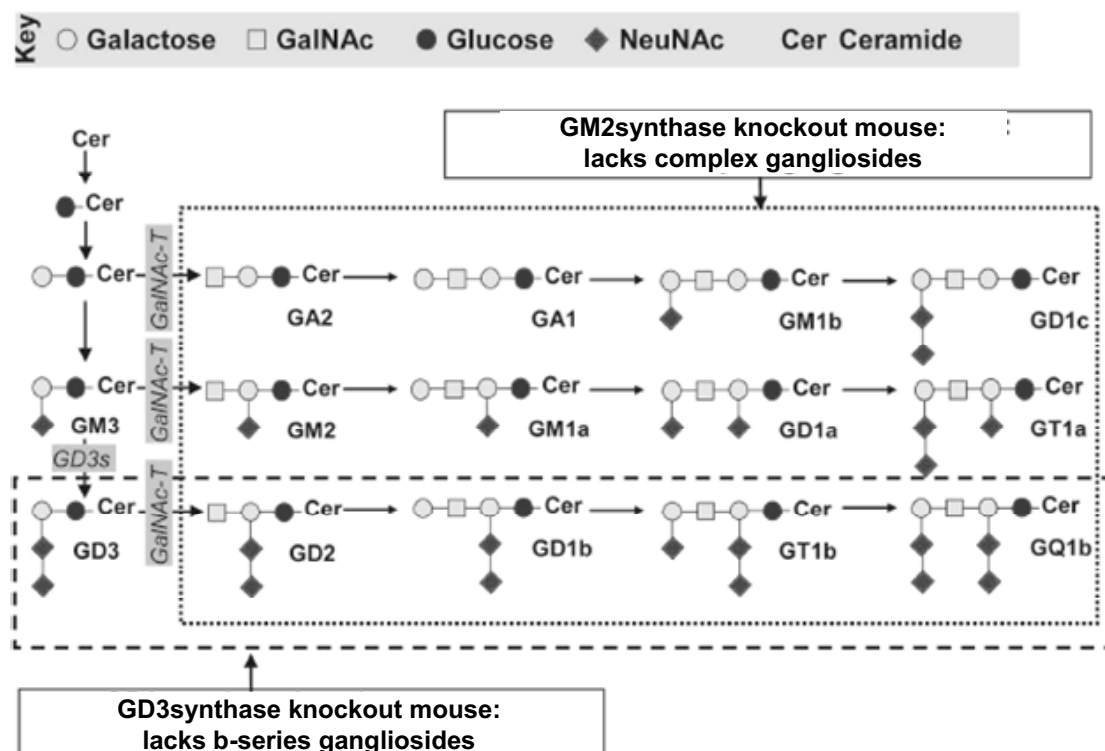 Key
Galactose GalNAc Glucose NeuNAc Cer Ceramide
GM2synthase knockout mouse:
lacks complex gangliosides
Cer
Cer
Cer GalNAc-T Cer Cer Cer Cer
GA2 GA1 GM1b GD1c
Cer GalNAc-T Cer Cer Cer Cer
GM3 GM2 GM1a GD1a GT1a
GD3s
Cer GalNAc-T Cer Cer Cer Cer
GD3 GD2 GD1b GT1b GQ1b
GD3synthase knockout mouse:
lacks b-series gangliosides